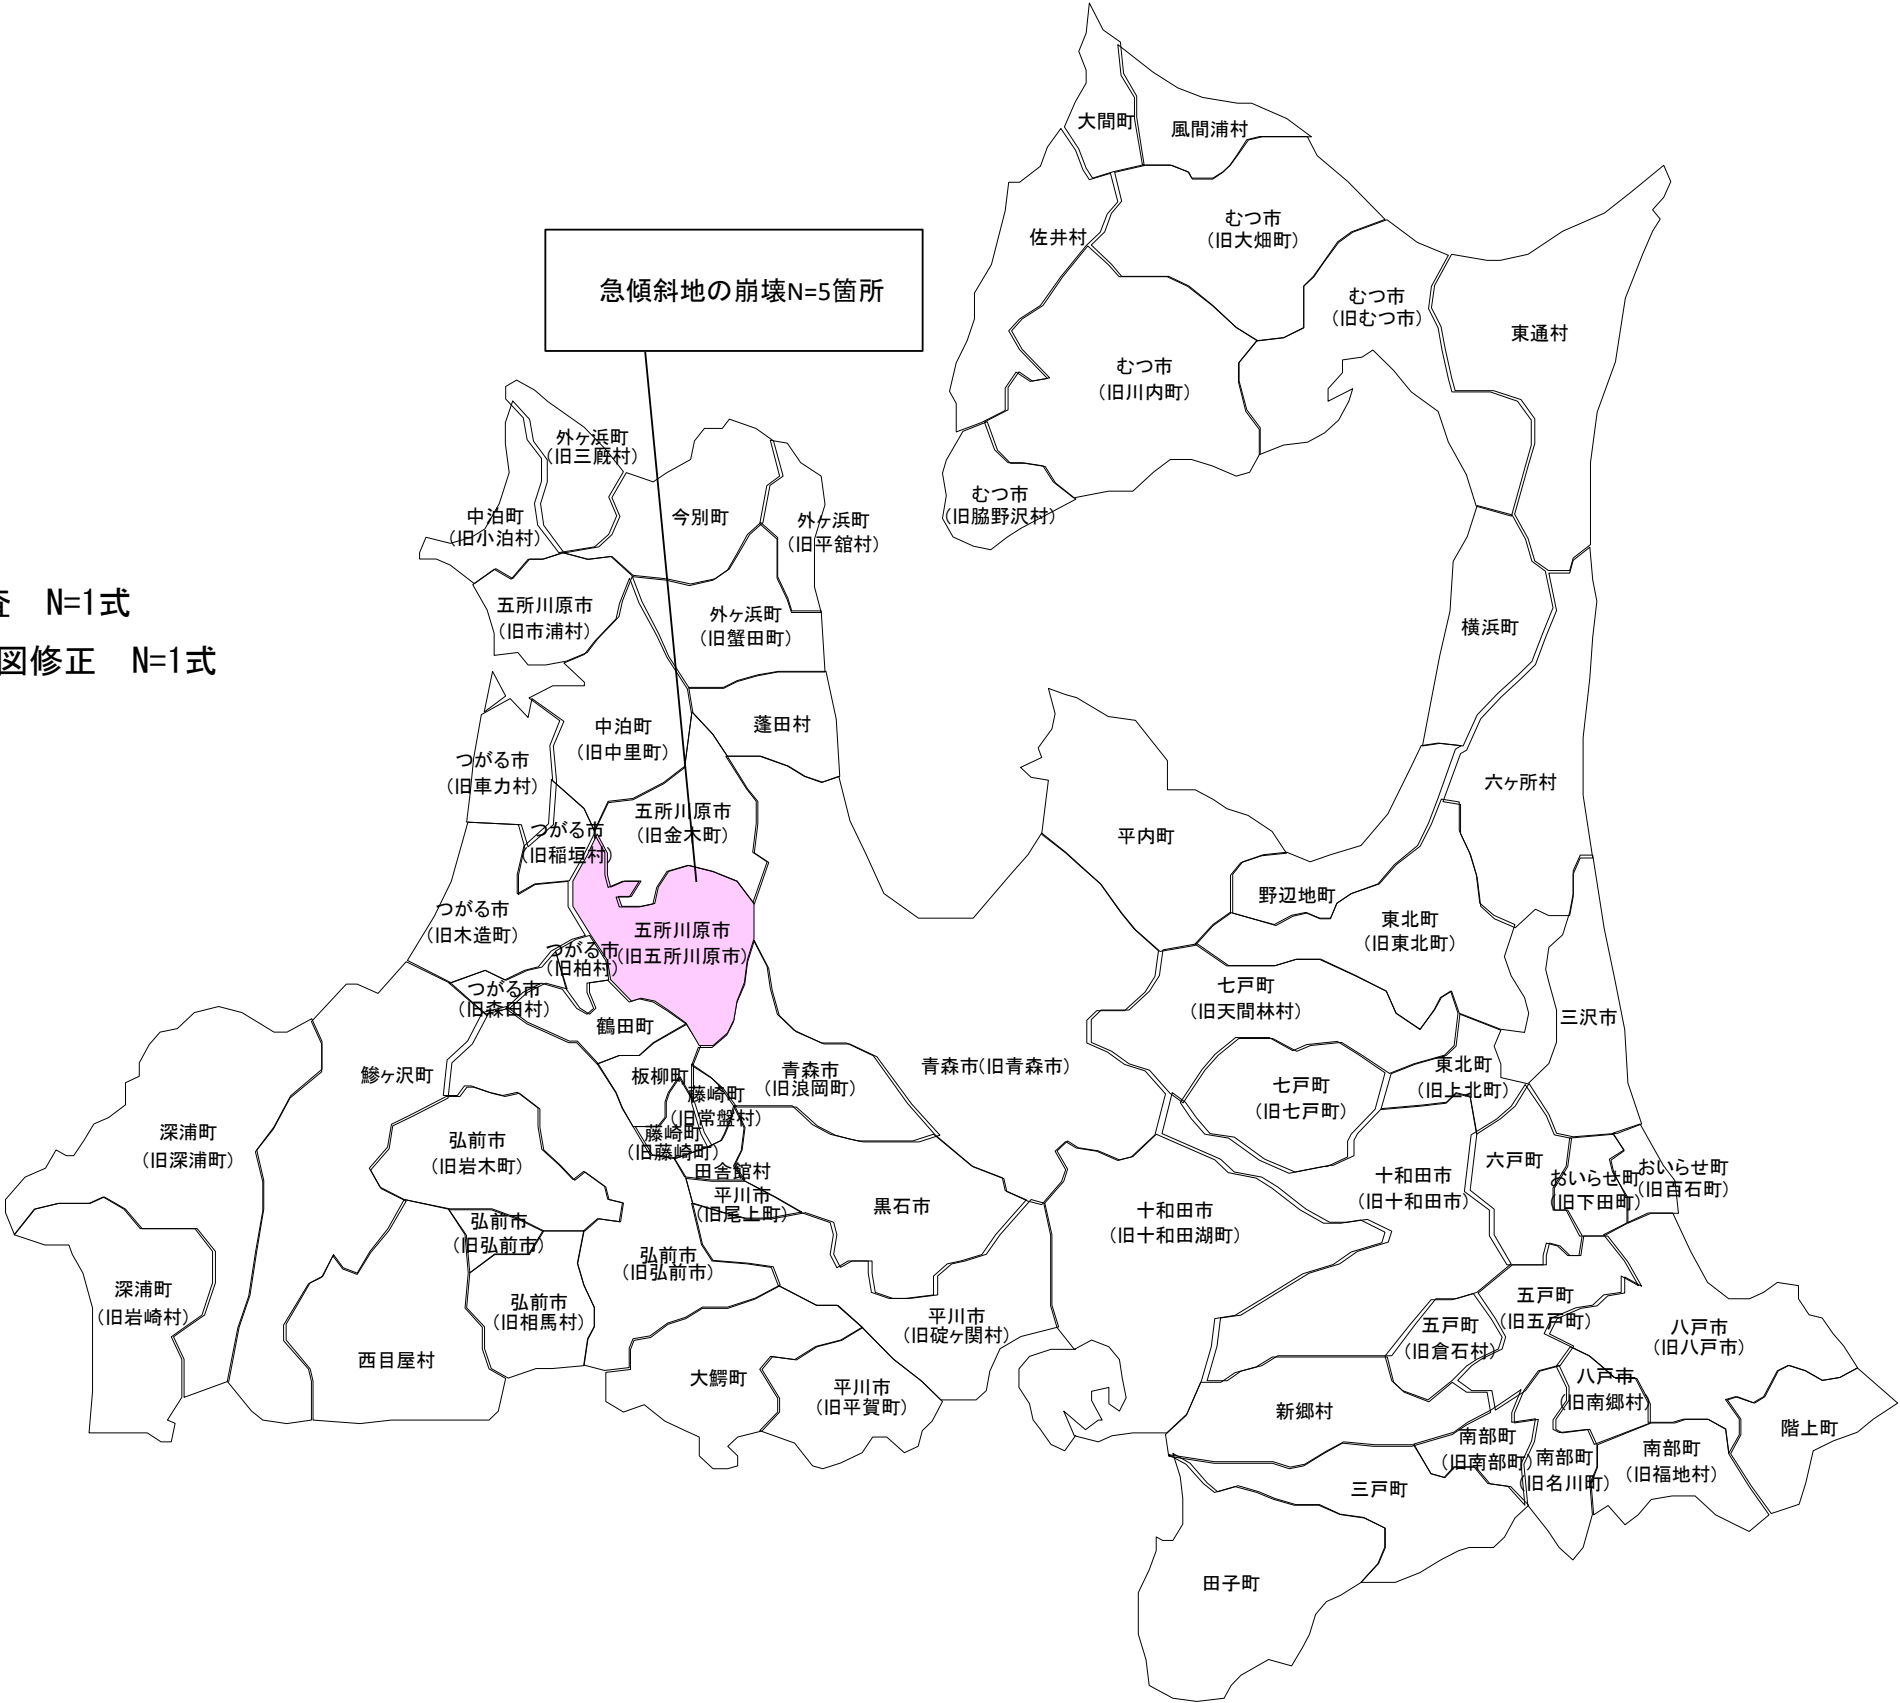 大間町
風間浦村
むつ市
(旧大畑町)
佐井村
急傾斜地の崩壊N=5箇所
むつ市
(旧むつ市)
東通村
むつ市
(旧川内町)
外ヶ浜町
(旧三厩村)
むつ市
(旧脇野沢村)
中泊町
(旧小泊村)
今別町
外ヶ浜町
(旧平舘村)
査　N=1式
図修正　N=1式
五所川原市
(旧市浦村)
外ヶ浜町
(旧蟹田町)
横浜町
中泊町
(旧中里町)
蓬田村
つがる市
(旧車力村)
六ヶ所村
五所川原市
(旧金木町)
つがる市
(旧稲垣村)
平内町
野辺地町
つがる市
(旧木造町)
五所川原市
(旧五所川原市)
東北町
(旧東北町)
つがる市
(旧柏村)
つがる市
(旧森田村)
七戸町
(旧天間林村)
鶴田町
三沢市
鰺ヶ沢町
板柳町
青森市
(旧浪岡町)
青森市(旧青森市)
東北町
(旧上北町)
七戸町
(旧七戸町)
藤崎町
(旧常盤村)
藤崎町
(旧藤崎町)
深浦町
(旧深浦町)
弘前市
(旧岩木町)
田舎館村
平川市
(旧尾上町)
黒石市
十和田市
(旧十和田湖町)
十和田市
(旧十和田市)
六戸町
おいらせ町
(旧下田町)
おいらせ町
(旧百石町)
弘前市
(旧弘前市)
弘前市
(旧弘前市)
深浦町
(旧岩崎村)
弘前市
(旧相馬村)
平川市
(旧碇ヶ関村)
五戸町
(旧五戸町)
五戸町
(旧倉石村)
八戸市
(旧八戸市)
西目屋村
大鰐町
平川市
(旧平賀町)
八戸市
(旧南郷村)
新郷村
階上町
南部町
(旧南部町)
南部町
(旧名川町)
南部町
(旧福地村)
三戸町
田子町